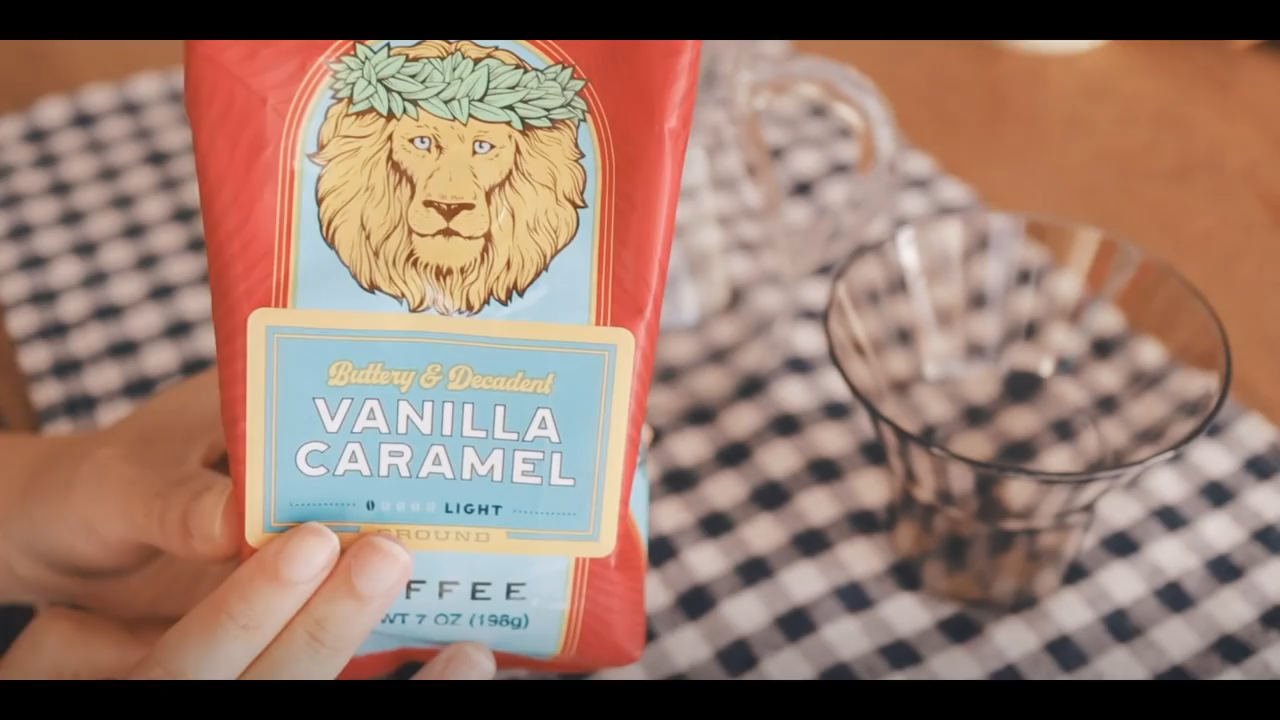 Buttery & Decadent
VANILLA
CARAMEL
LIGHT
GROUND
FFEE
WT 7 OZ (198g)